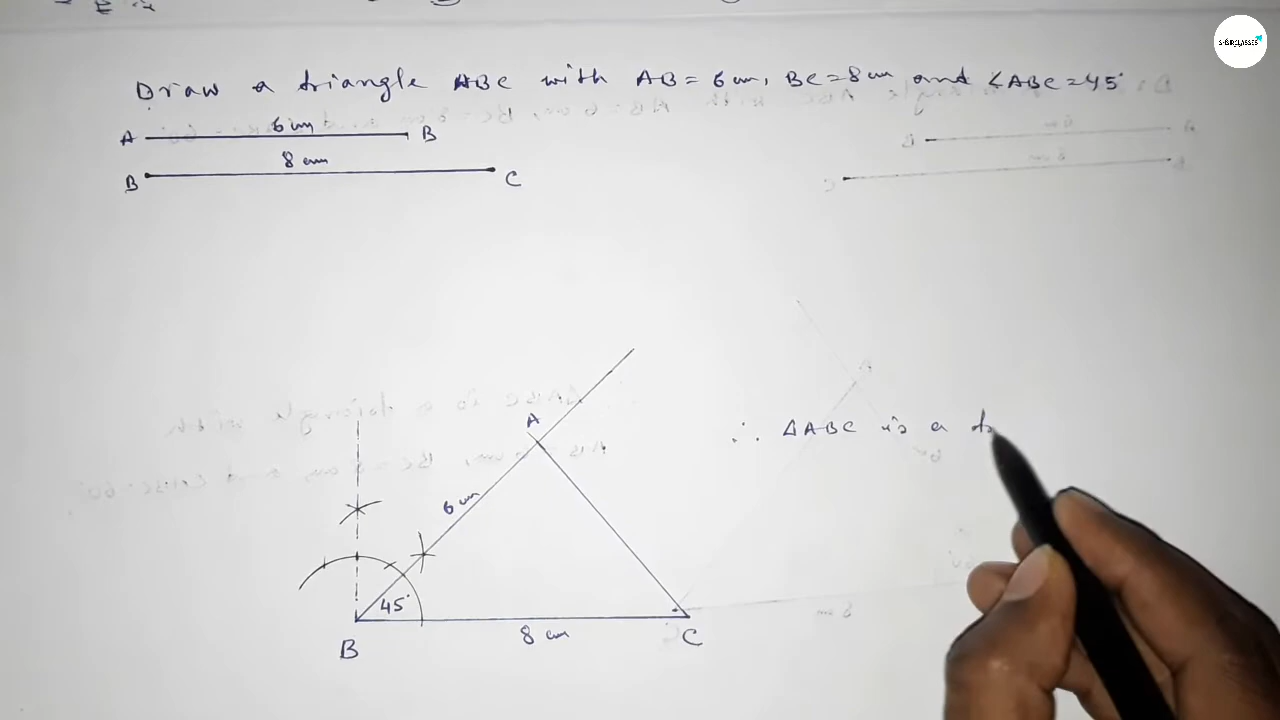 Draw a triangle ABC with AB = 6 cm, BC = 8 cm and ∠ABC = 45°
A 6 cm B
B 8 cm C
A
∴ △ABC is a
6 cm
45°
B 8 cm C